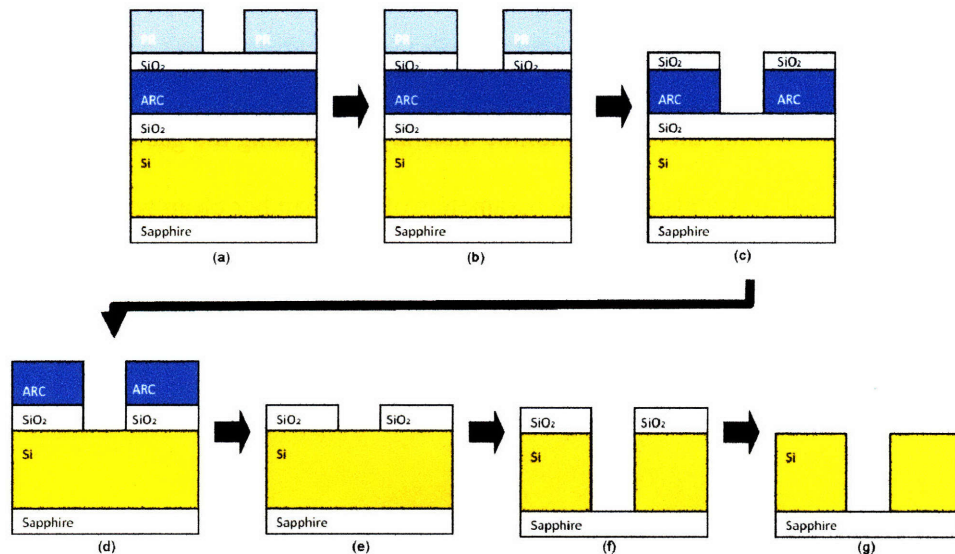 PR PR
SiO₂
ARC
SiO₂
Si
Sapphire
(a)
PR PR
SiO₂ SiO₂
ARC
SiO₂
Si
Sapphire
(b)
SiO₂ SiO₂
ARC ARC
SiO₂
Si
Sapphire
(c)
ARC ARC
SiO₂ SiO₂
Si
Sapphire
(d)
SiO₂ SiO₂
Si
Sapphire
(e)
SiO₂ SiO₂
Si
Sapphire
(f)
Si
Sapphire
(g)